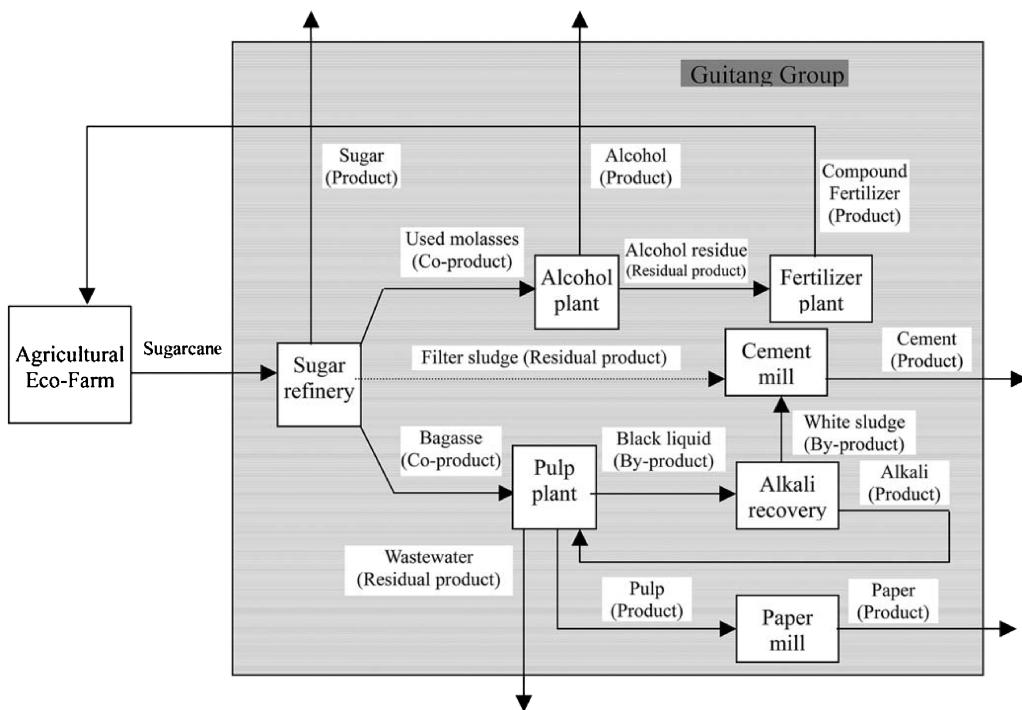 Guitang Group
Sugar
(Product)
Alcohol
(Product)
Compound
Fertilizer
(Product)
Used molasses
(Co-product)
Alcohol
plant
Alcohol residue
(Residual product)
Fertilizer
plant
Agricultural
Eco-Farm
Sugarcane
Sugar
refinery
Filter sludge (Residual product)
Cement
mill
Cement
(Product)
Bagasse
(Co-product)
Pulp
plant
Black liquid
(By-product)
White sludge
(By-product)
Alkali
recovery
Alkali
(Product)
Wastewater
(Residual product)
Pulp
(Product)
Paper
mill
Paper
(Product)